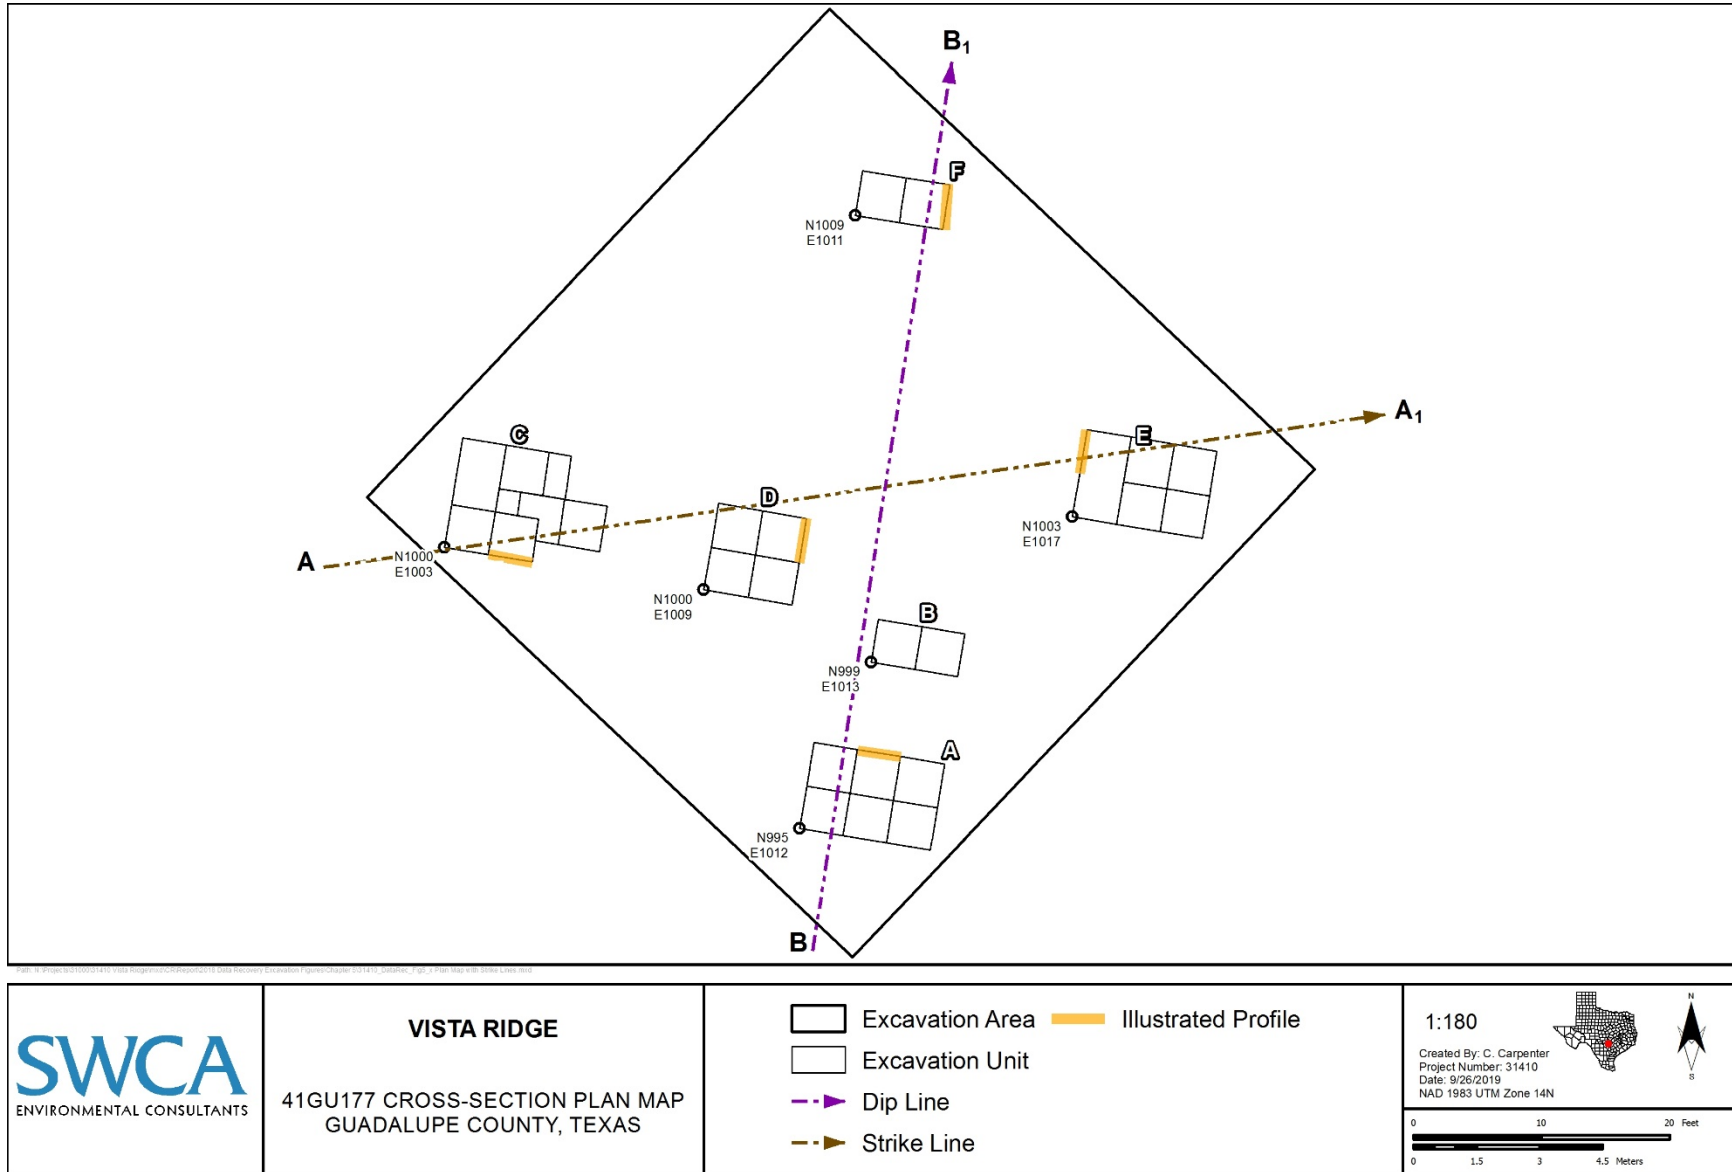 B1
F
N1009
E1011
A1
C
E
D
N1003
E1017
A
N1000
E1003
N1000
E1009
B
N999
E1013
A
N995
E1012
B
SWCA
ENVIRONMENTAL CONSULTANTS
VISTA RIDGE
41GU177 CROSS-SECTION PLAN MAP
GUADALUPE COUNTY, TEXAS
Excavation Area
Illustrated Profile
Excavation Unit
Dip Line
Strike Line
1:180
Created By: C. Carpenter
Project Number: 31410
Date: 9/26/2019
NAD 1983 UTM Zone 14N
N
S
0 10 20 Feet
0 1.5 3 4.5 Meters